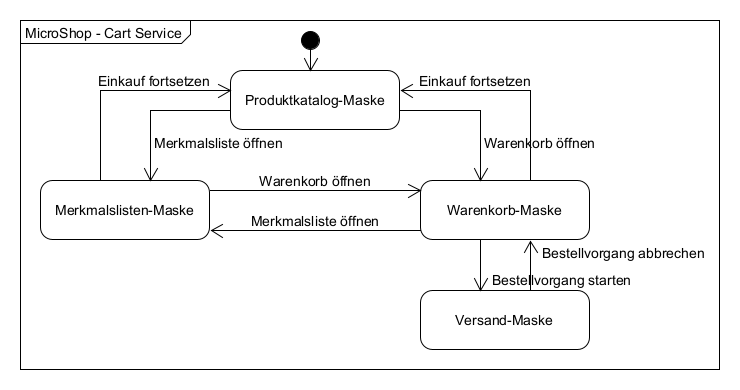 MicroShop - Cart Service
Einkauf fortsetzen
Einkauf fortsetzen
Produktkatalog-Maske
Merkmalsliste öffnen
Warenkorb öffnen
Warenkorb öffnen
Merkmalslisten-Maske
Warenkorb-Maske
Merkmalsliste öffnen
Bestellvorgang abbrechen
Bestellvorgang starten
Versand-Maske